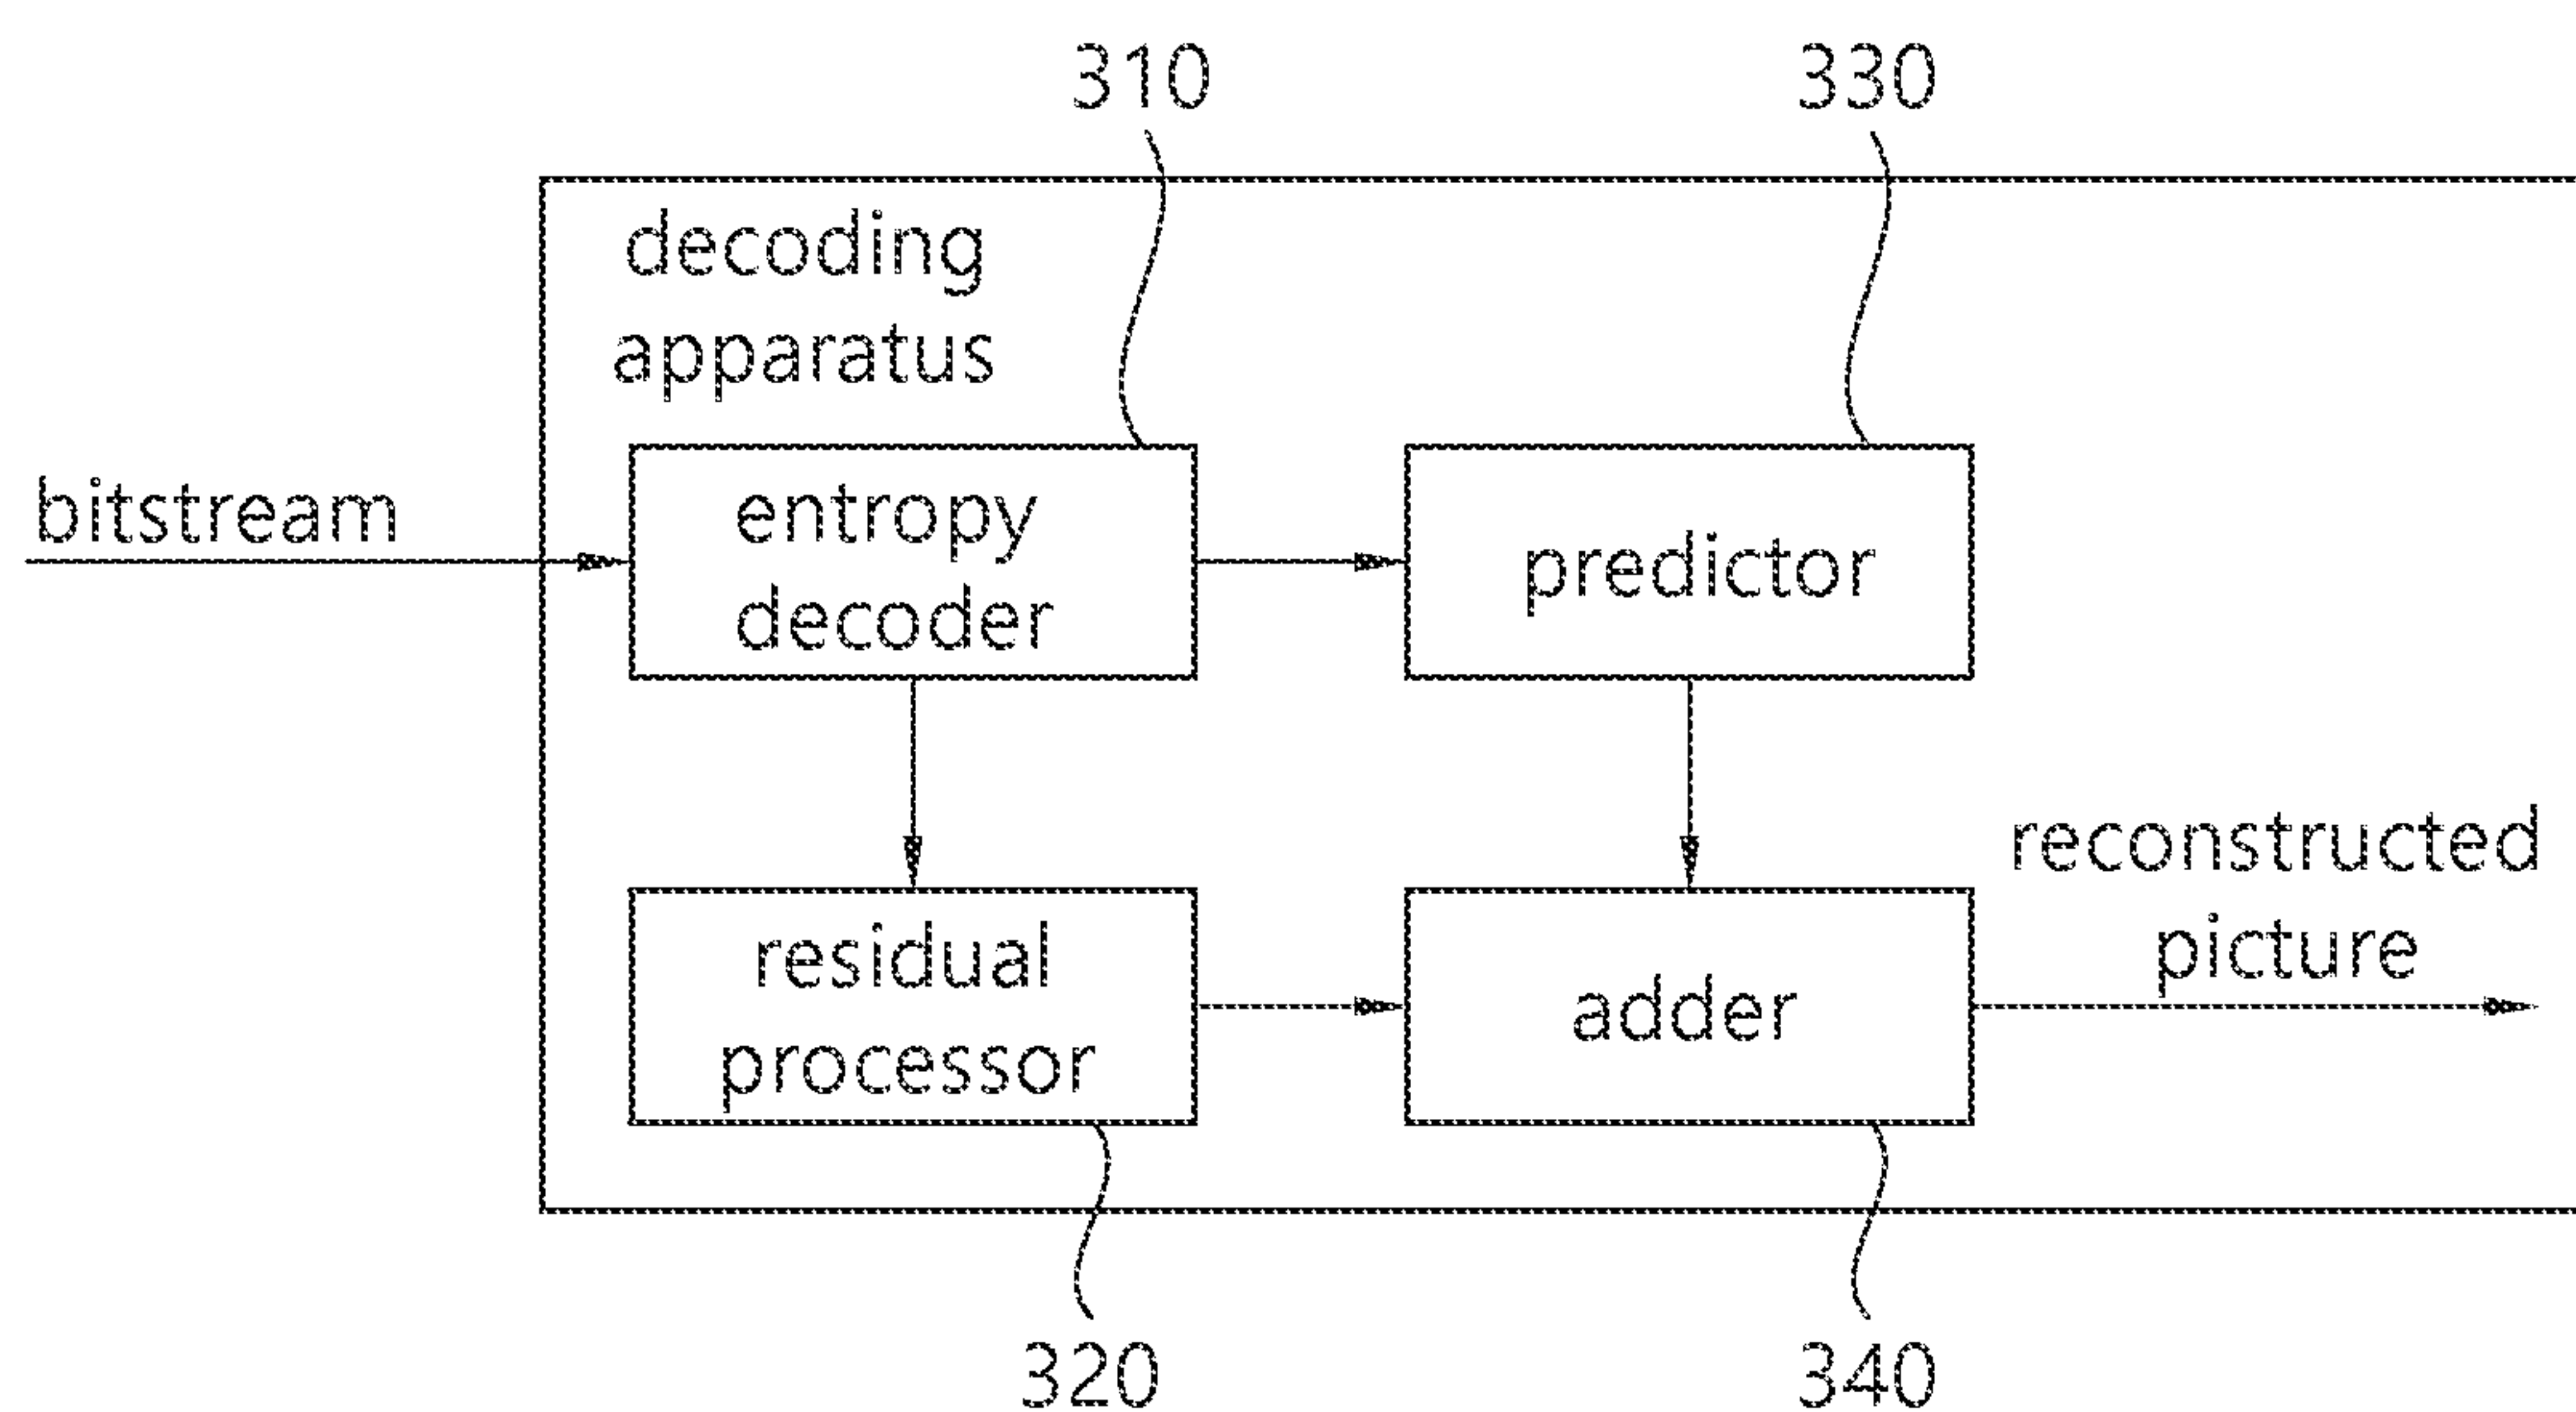 310
330
decoding
apparatus
bitstream
entropy
decoder
predictor
reconstructed
picture
residual
processor
adder
320
340